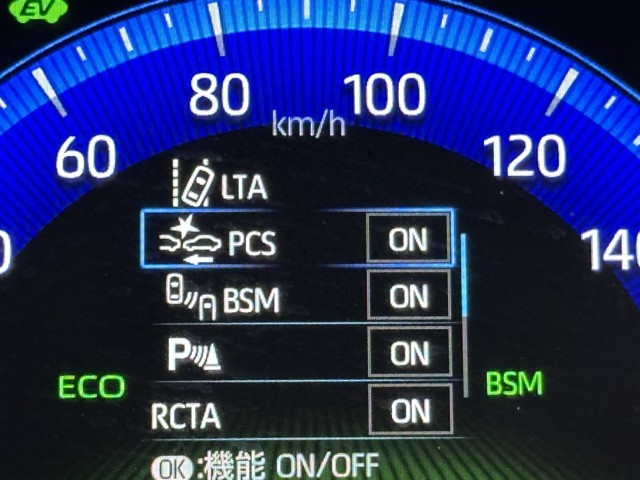 EV
80 100
km/h
60 120
LTA
140
PCS ON
BSM ON
P ON
ECO BSM
RCTA ON
OK:機能 ON/OFF